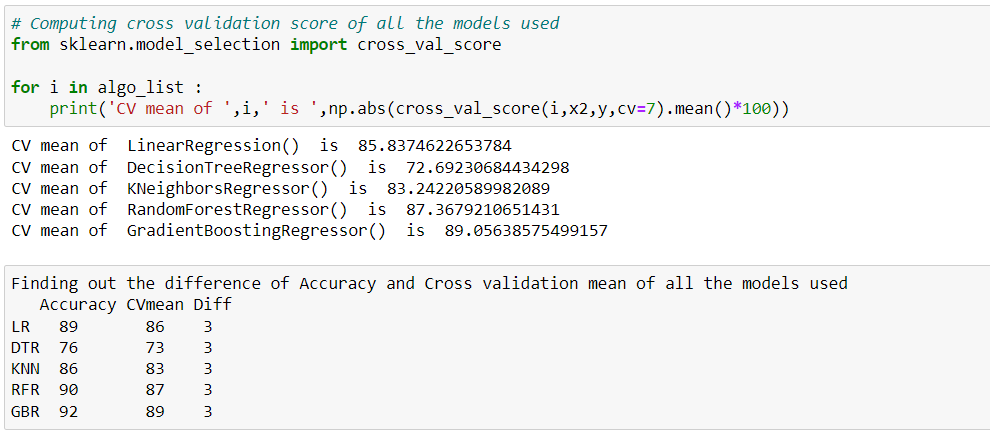 # Computing cross validation score of all the models used
from sklearn.model_selection import cross_val_score
for i in algo_list :
print('CV mean of ',i,' is ',np.abs(cross_val_score(i,x2,y,cv=7).mean()*100))
CV mean of  LinearRegression()  is  85.8374622653784
CV mean of  DecisionTreeRegressor()  is  72.69230684434298
CV mean of  KNeighborsRegressor()  is  83.24220589982089
CV mean of  RandomForestRegressor()  is  87.3679210651431
CV mean of  GradientBoostingRegressor()  is  89.05638575499157
Finding out the difference of Accuracy and Cross validation mean of all the models used
Accuracy CVmean Diff
LR   89       86    3
DTR  76       73    3
KNN  86       83    3
RFR  90       87    3
GBR  92       89    3